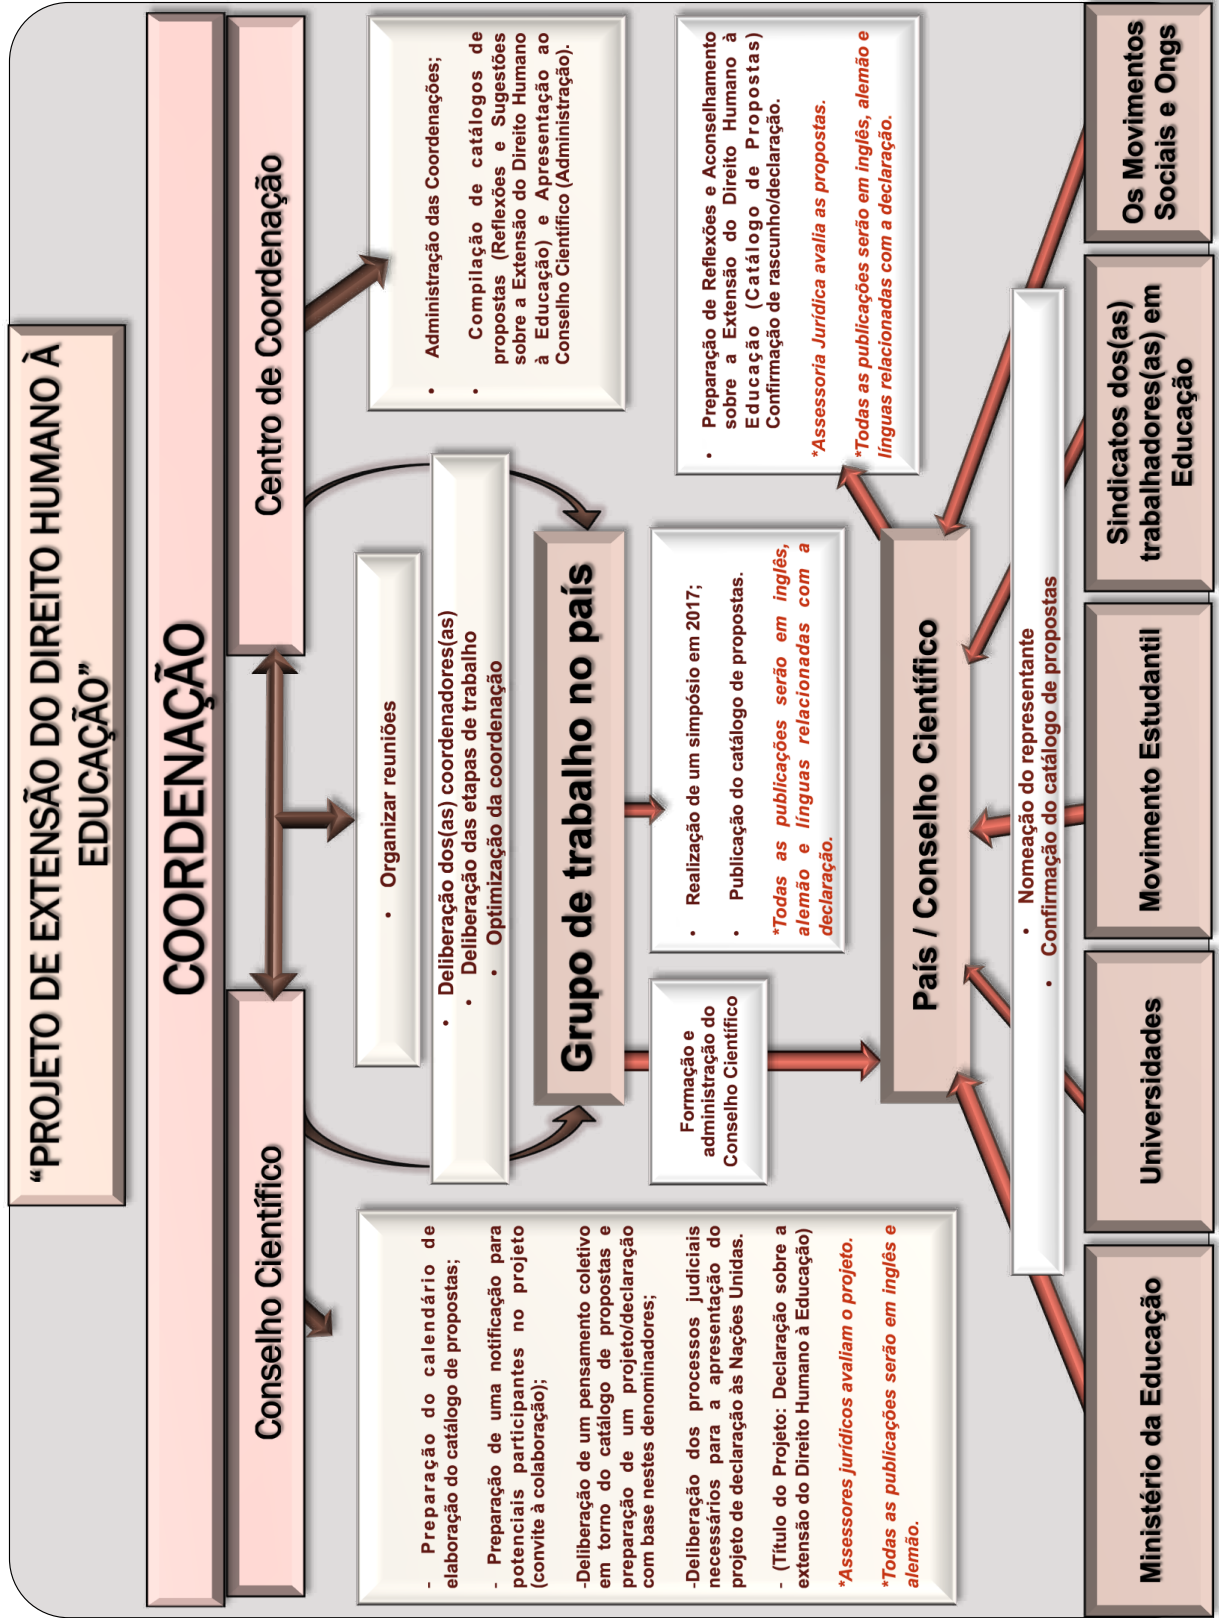 “PROJETO DE EXTENSÃO DO DIREITO HUMANO À
EDUCAÇÃO”
COORDENAÇÃO
Conselho Científico
Centro de Coordenação
- Preparação do calendário de
elaboração do catálogo de propostas;
- Preparação de uma notificação para
potenciais participantes no projeto
(convite à colaboração);
-Deliberação de um pensamento coletivo
em torno do catálogo de propostas e
preparação de um projeto/declaração
com base nestes denominadores;
-Deliberação dos processos judiciais
necessários para a apresentação do
projeto de declaração às Nações Unidas.
- (Título do Projeto: Declaração sobre a
extensão do Direito Humano à Educação)
*Assessores jurídicos avaliam o projeto.
*Todas as publicações serão em inglês e
alemão.
• Organizar reuniões
• Deliberação dos(as) coordenadores(as)
• Deliberação das etapas de trabalho
• Optimização da coordenação
• Administração das Coordenações;
• Compilação de catálogos de
propostas (Reflexões e Sugestões
sobre a Extensão do Direito Humano
à Educação) e Apresentação ao
Conselho Científico (Administração).
Grupo de trabalho no país
Formação e
administração do
Conselho Científico
• Realização de um simpósio em 2017;
• Publicação do catálogo de propostas.
*Todas as publicações serão em inglês,
alemão e línguas relacionadas com a
declaração.
• Preparação de Reflexões e Aconselhamento
sobre a Extensão do Direito Humano à
Educação (Catálogo de Propostas)
Confirmação de rascunho/declaração.
*Assessoria Jurídica avalia as propostas.
*Todas as publicações serão em inglês, alemão e
línguas relacionadas com a declaração.
País / Conselho Científico
• Nomeação do representante
• Confirmação do catálogo de propostas
Ministério da Educação
Universidades
Movimento Estudantil
Sindicatos dos(as)
trabalhadores(as) em
Educação
Os Movimentos
Sociais e Ongs